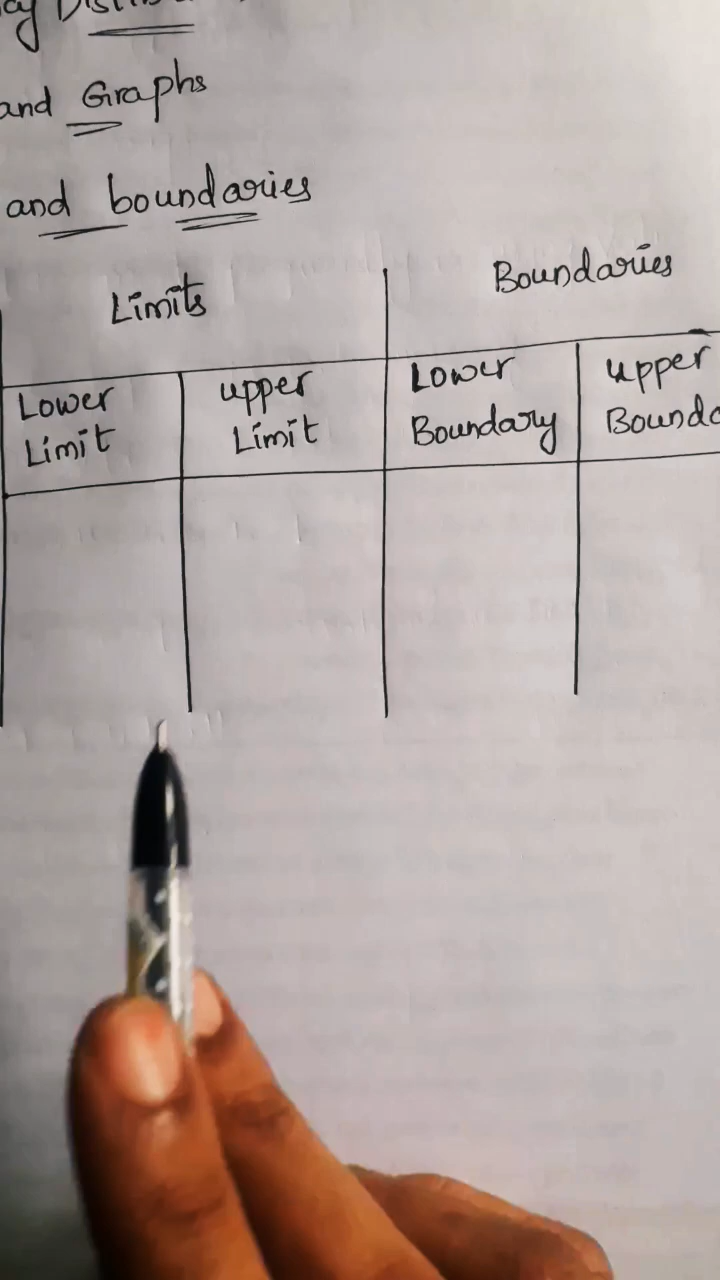 and Graphs
and boundaries
Limits
Boundaries
Lower
Limit
upper
Limit
Lower
Boundary
upper